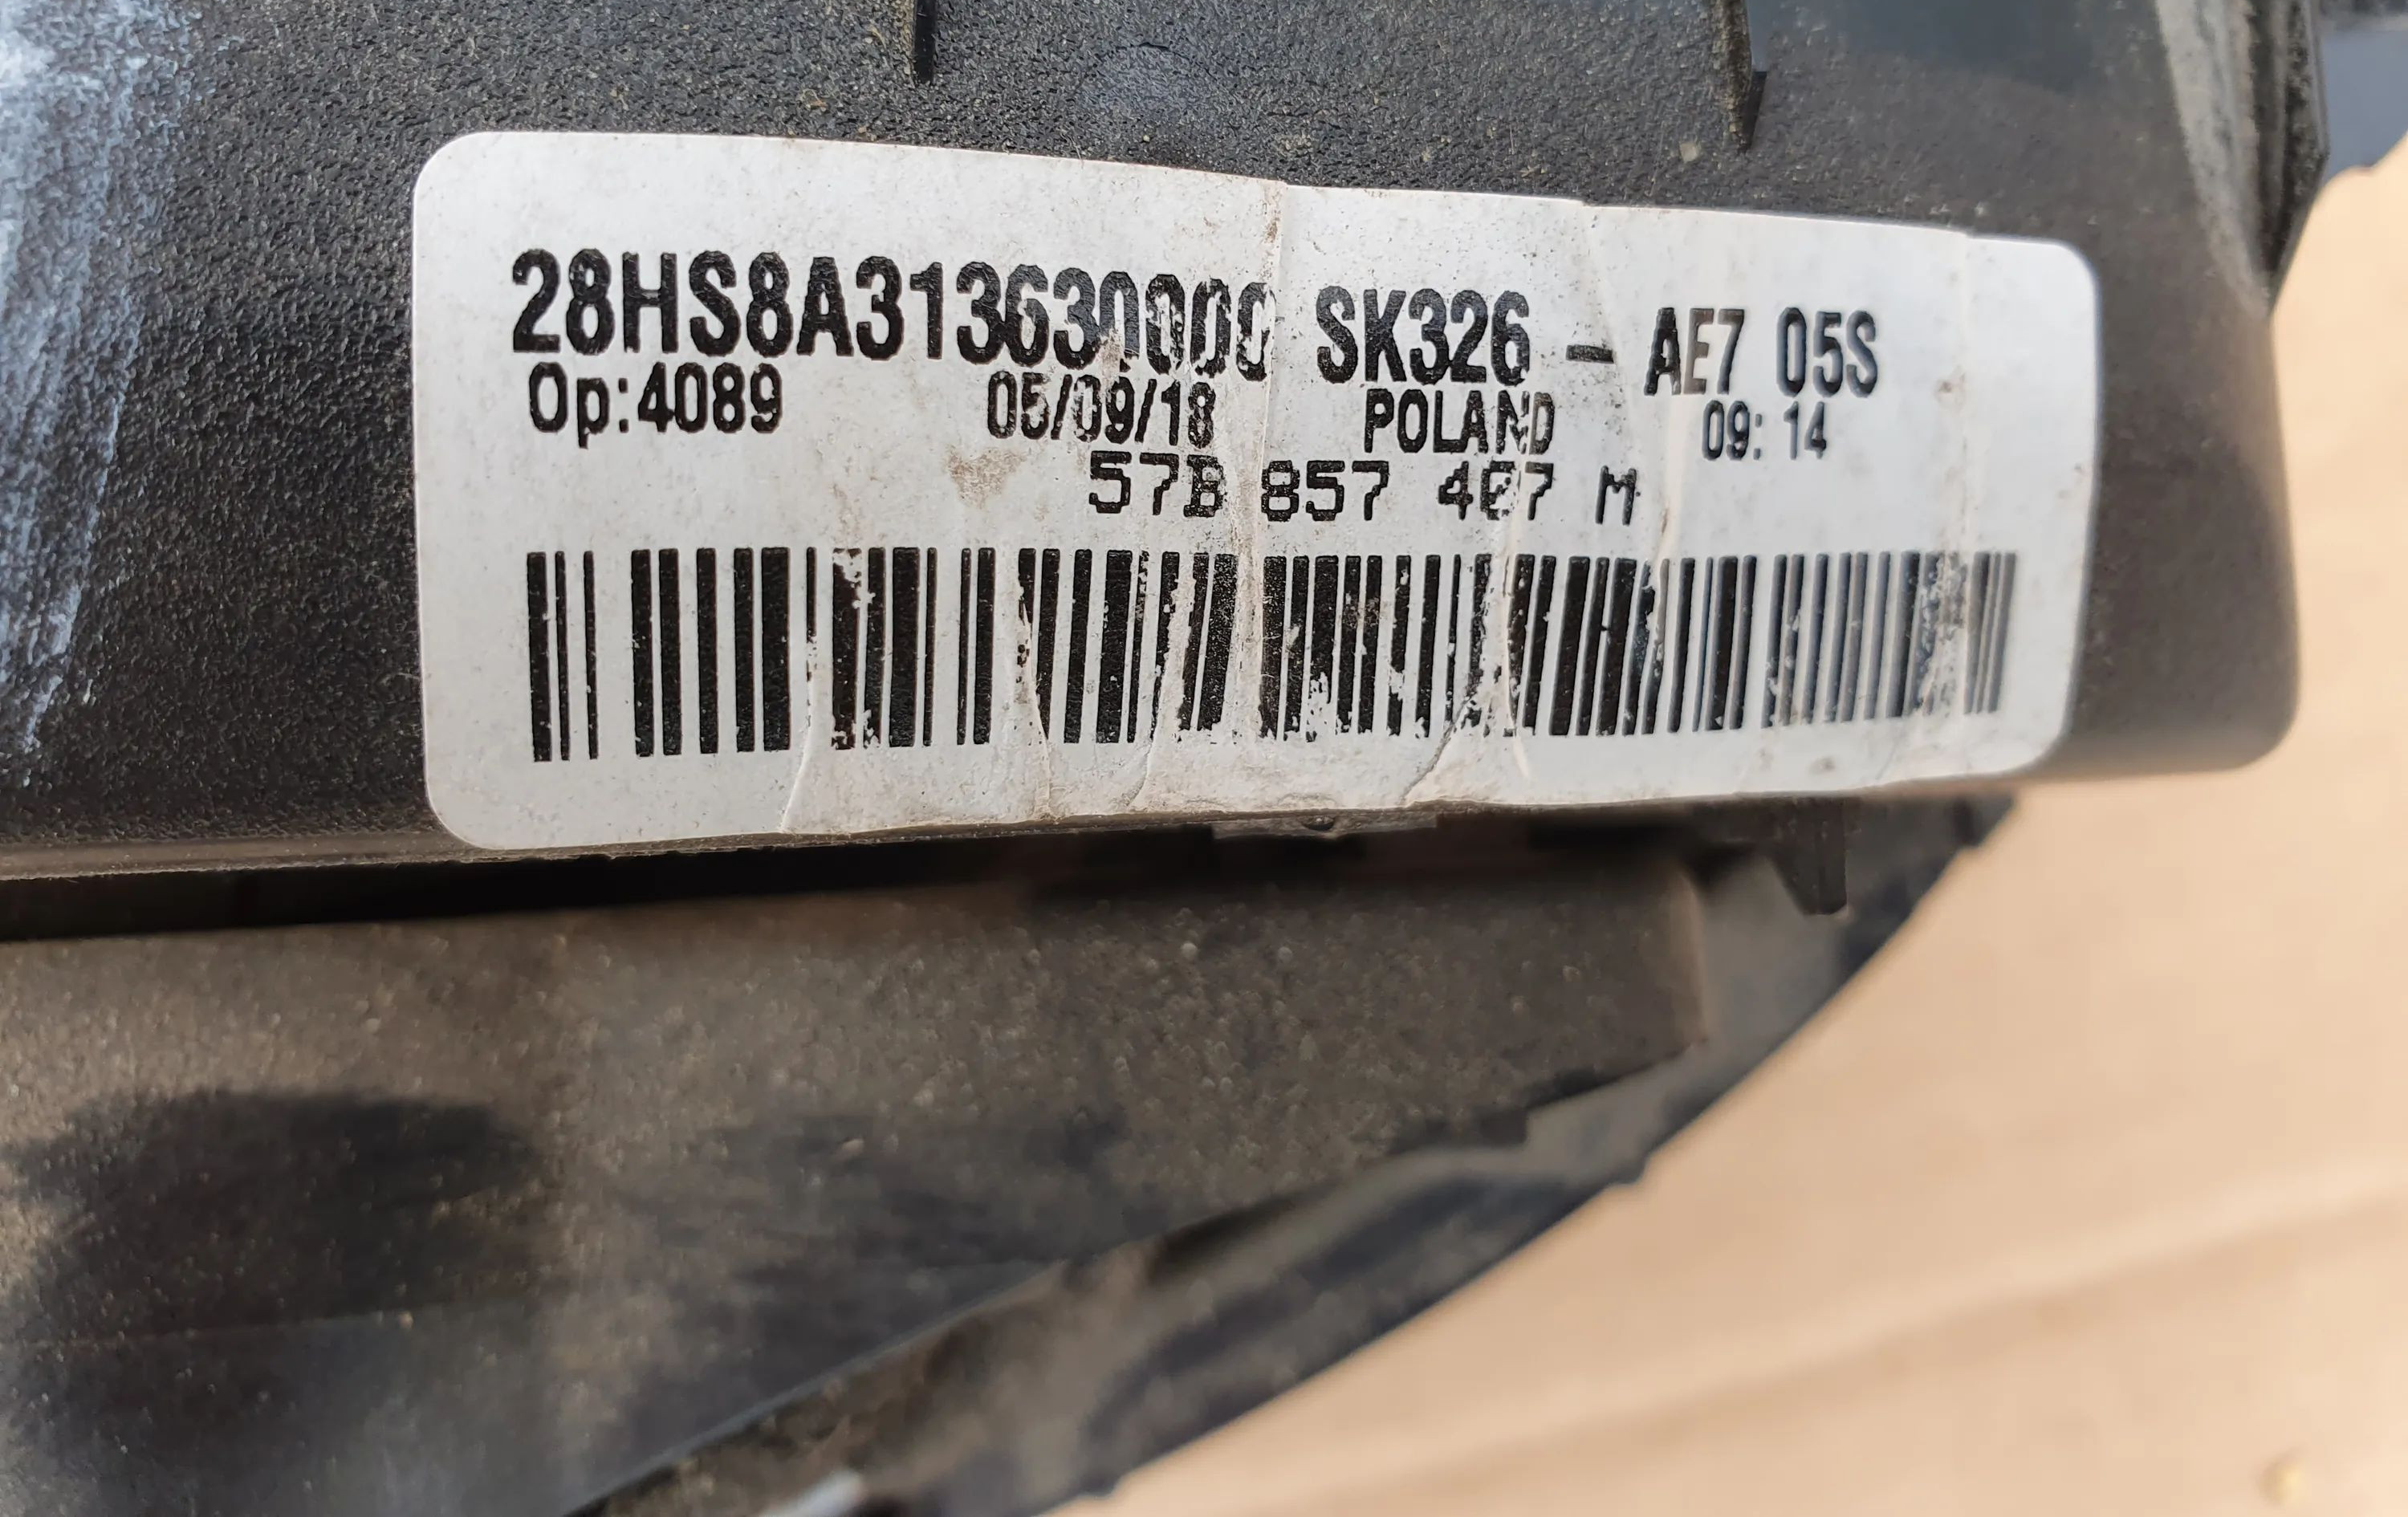 28HS8A313630000 SK326 - AE7 05S
Op:4089 05/09/18 POLAND 09: 14
57B 857 407 M